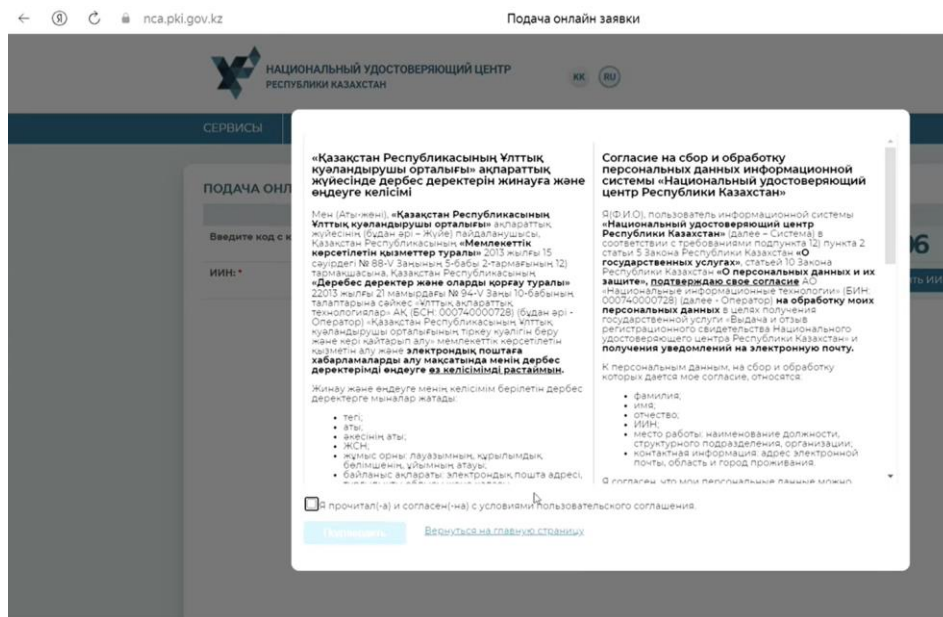 nca.pki.gov.kz
Подача онлайн заявки
НАЦИОНАЛЬНЫЙ УДОСТОВЕРЯЮЩИЙ ЦЕНТР
РЕСПУБЛИКИ КАЗАХСТАН
KK
RU
СЕРВИСЫ
ПОДАЧА ОНЛ
Введите код с к
ИИН: *
«Қазақстан Республикасының Ұлттық
куәландырушы орталығы» ақпараттық
жүйесінде дербес деректерін жинауға және
өңдеуге келісімі
Мен (Аты-жөні), «Қазақстан Республикасының
Ұлттық куәландырушы орталығы» ақпараттық
жүйесінің (бұдан әрі – Жүйе) пайдаланушысы,
Қазақстан Республикасының «Мемлекеттік
көрсетілетін қызметтер туралы» 2013 жылғы 15
сәуірдегі № 88-V Заңының 5-бабы 2-тармағының 12)
тармақшасына, Қазақстан Республикасының
«Дербес деректер және оларды қорғау туралы»
22013 жылғы 21 мамырдағы № 94-V Заңы 10-бабының
талаптарына сәйкес «Ұлттық ақпараттық
технологиялар» АҚ (БСН: 000740000728) (бұдан әрі -
Оператор) «Қазақстан Республикасының Ұлттық
куәландырушы орталығының тіркеу куәлігін беру
және кері қайтарып алу» мемлекеттік көрсетілетін
қызметін алу және электрондық поштаға
хабарламаларды алу мақсатында менің дербес
деректерімді өңдеуге өз келісімімді растаймын.
Жинау және өңдеуге менің келісімім берілетін дербес
деректерге мыналар жатады:
тегі;
аты;
әкесінің аты;
ЖСН;
жұмыс орны: лауазымның, құрылымдық
бөлімшенің, ұйымның атауы;
байланыс ақпараты: электрондық пошта адресі,
Согласие на сбор и обработку
персональных данных информационной
системы «Национальный удостоверяющий
центр Республики Казахстан»
Я(Ф.И.О), пользователь информационной системы
«Национальный удостоверяющий центр
Республики Казахстан» (далее – Система) в
соответствии с требованиями подпункта 12) пункта 2
статьи 5 Закона Республики Казахстан «О
государственных услугах», статьей 10 Закона
Республики Казахстан «О персональных данных и их
защите», подтверждаю свое согласие АО
«Национальные информационные технологии» (БИН:
000740000728) (далее - Оператор) на обработку моих
персональных данных в целях получения
государственной услуги «Выдача и отзыв
регистрационного свидетельства Национального
удостоверяющего центра Республики Казахстан» и
получения уведомлений на электронную почту.
К персональным данным, на сбор и обработку
которых дается мое согласие, относятся:
фамилия;
имя;
отчество;
ИИН;
место работы: наименование должности,
структурного подразделения, организации;
контактная информация: адрес электронной
почты, область и город проживания.
Я согласен, что мои персональные данные можно
Я прочитал(-а) и согласен(-на) с условиями пользовательского соглашения.
Подтвердить
Вернуться на главную страницу